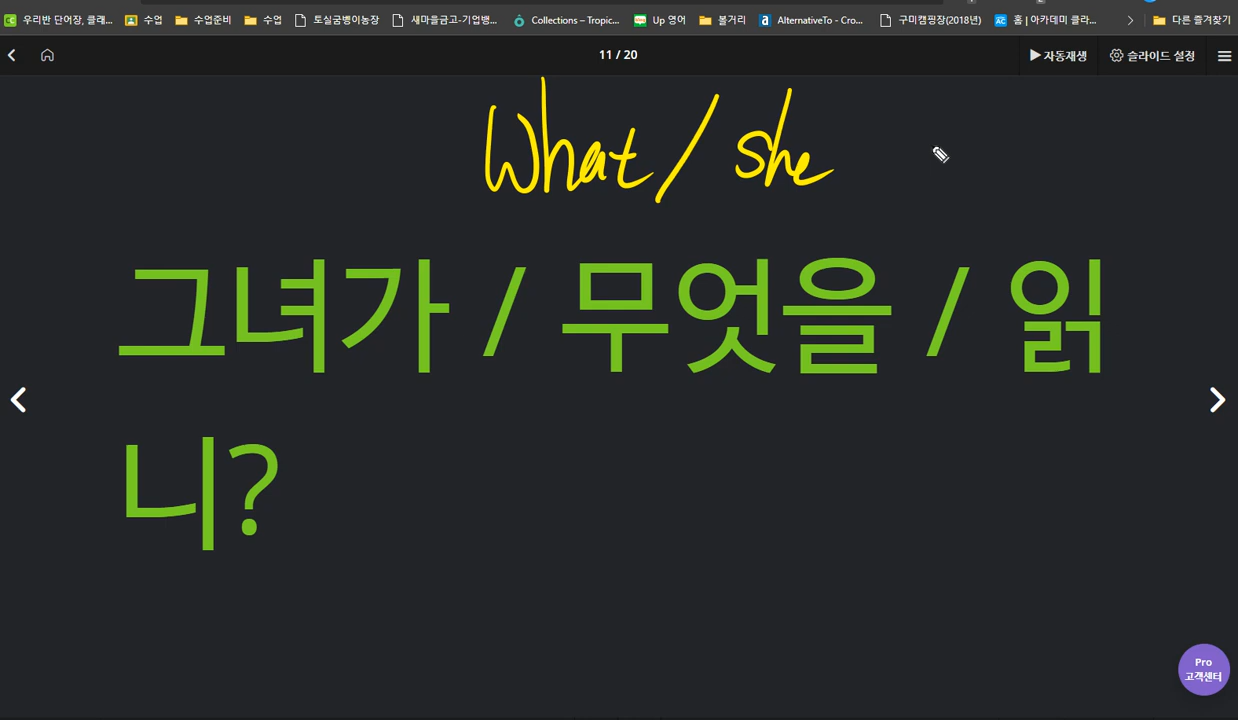 우리반 단어장, 클래... 수업 수업준비 수업 토실굼벵이농장 새마을금고-기업뱅... Collections – Tropic... Up 영어 볼거리 AlternativeTo - Cro... 구미캠핑장(2018년) 홈 | 아카데미 클라... 다른 즐겨찾기
11 / 20 자동재생 슬라이드 설정
What / she
그녀가 / 무엇을 / 읽
니?
Pro
고객센터